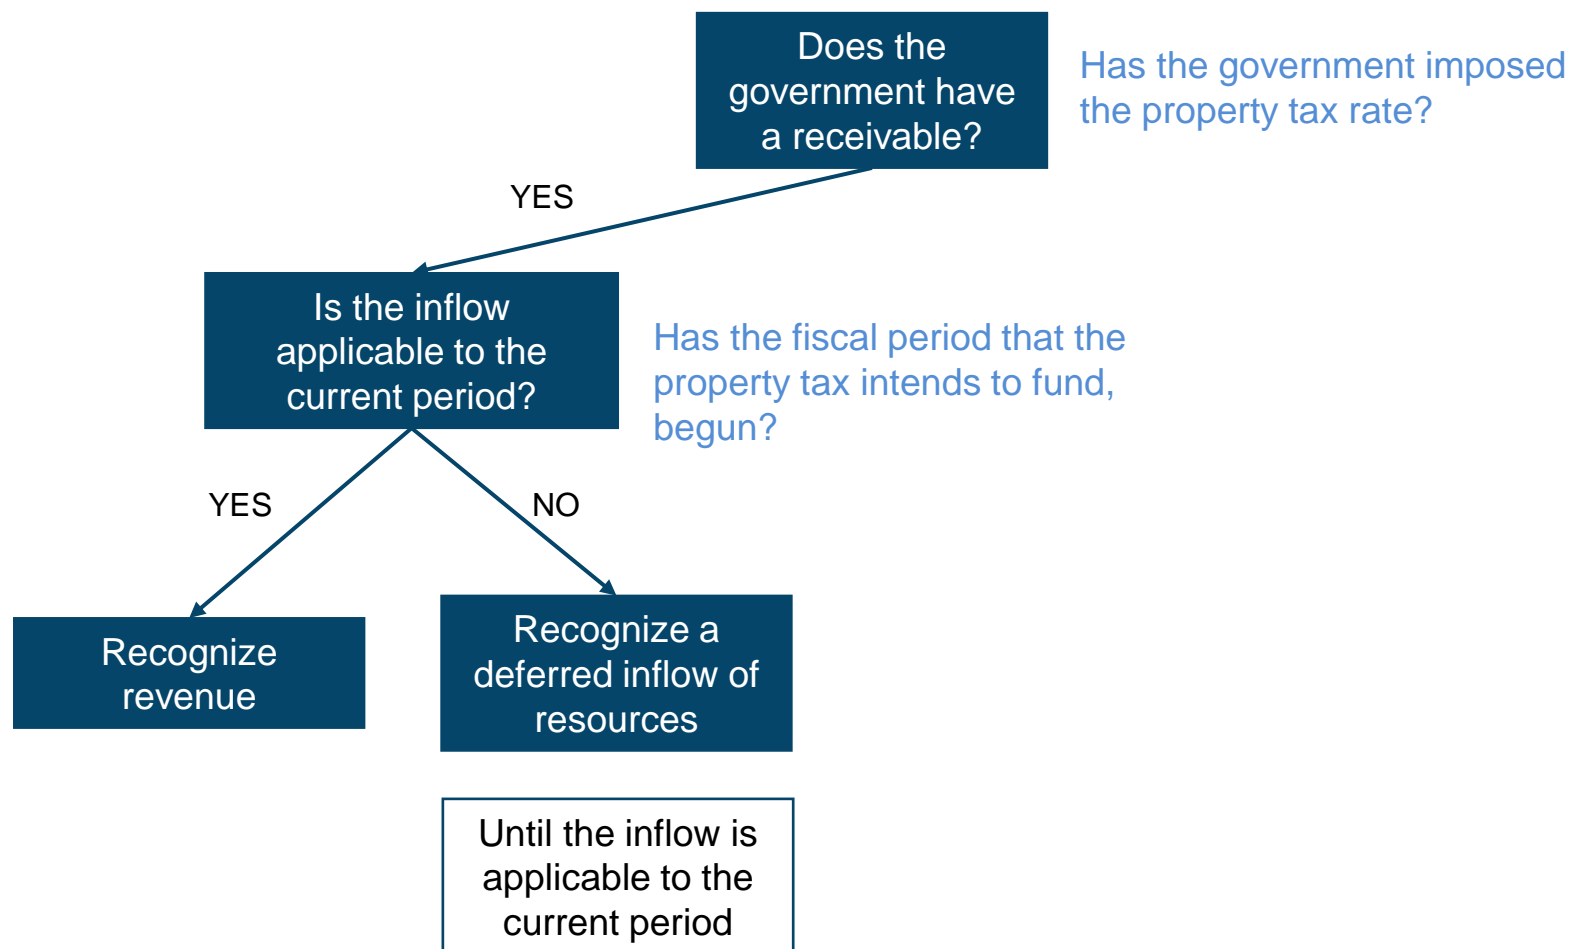 Does the
government have
a receivable?
Has the government imposed
the property tax rate?
YES
Is the inflow
applicable to the
current period?
Has the fiscal period that the
property tax intends to fund,
begun?
YES
NO
Recognize
revenue
Recognize a
deferred inflow of
resources
Until the inflow is
applicable to the
current period